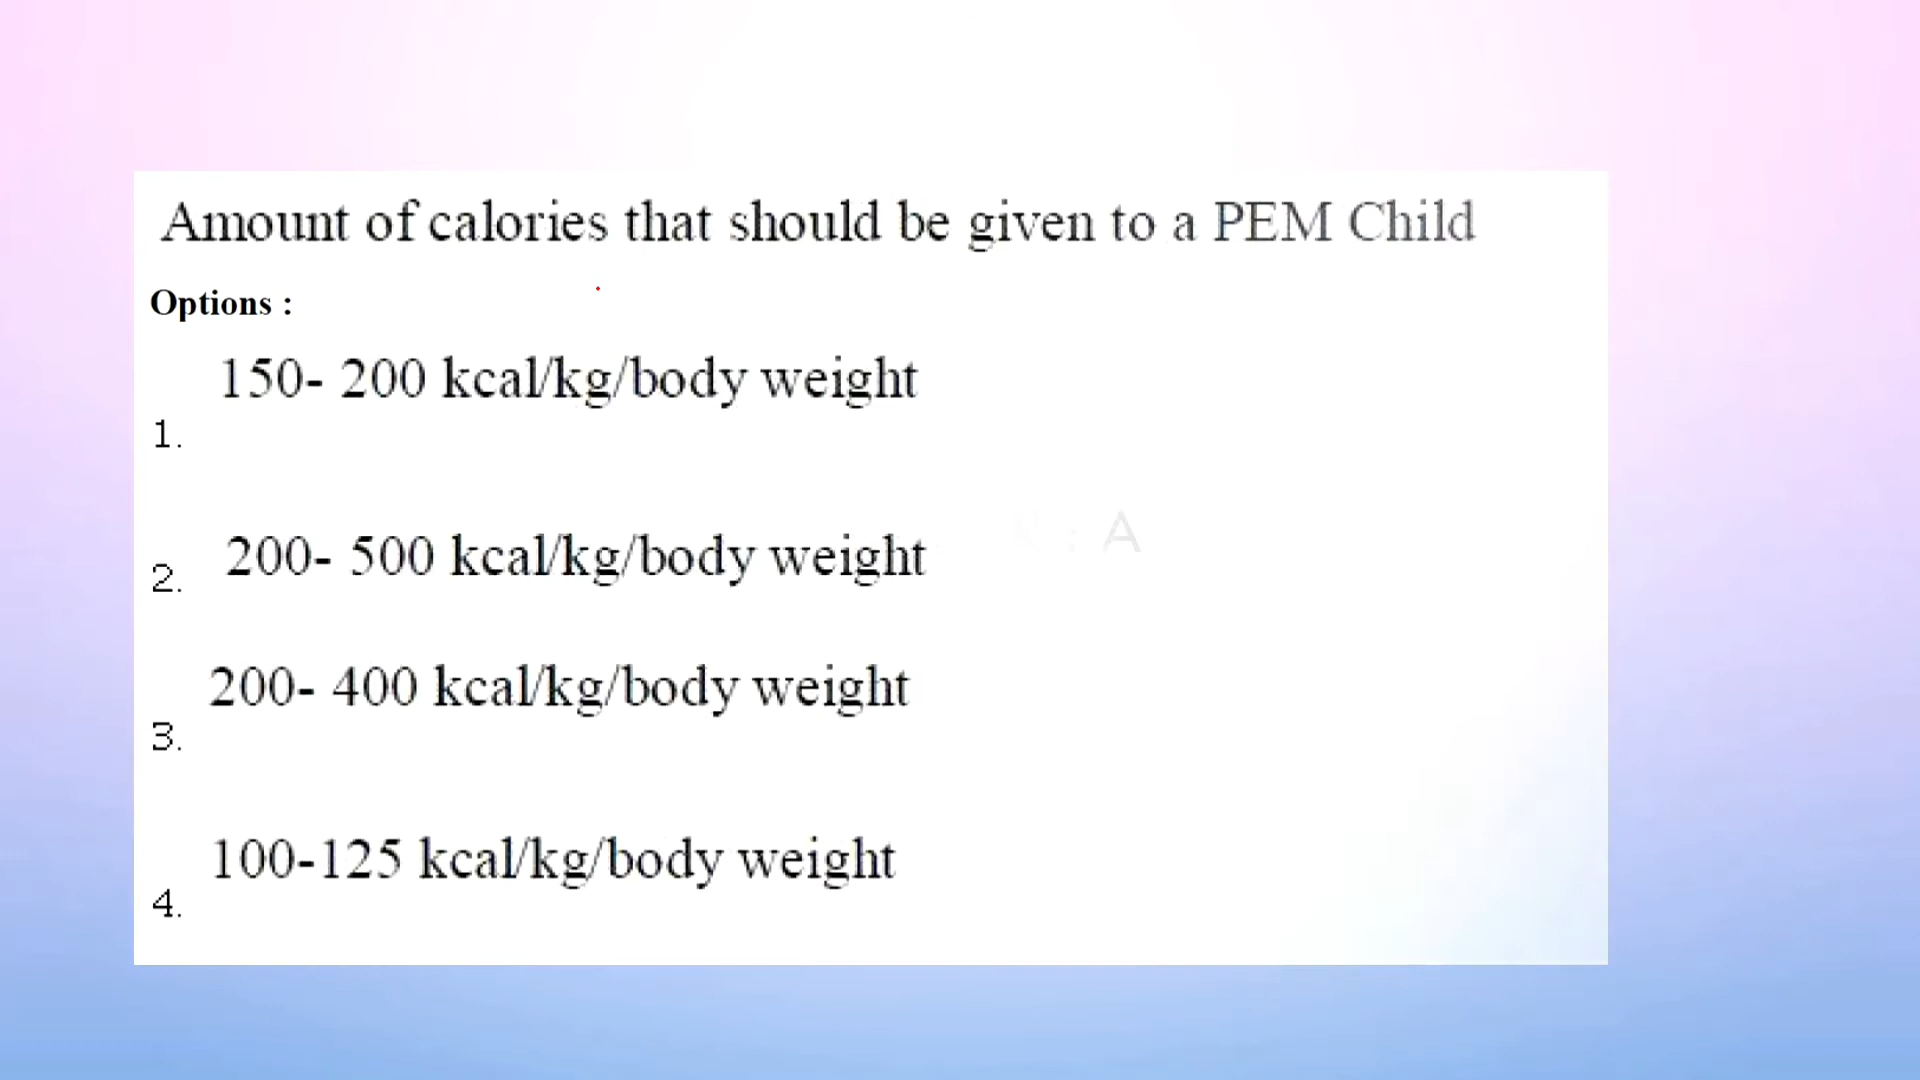 Amount of calories that should be given to a PEM Child
Options :
150- 200 kcal/kg/body weight
1.
200- 500 kcal/kg/body weight
2.
: A
200- 400 kcal/kg/body weight
3.
100-125 kcal/kg/body weight
4.